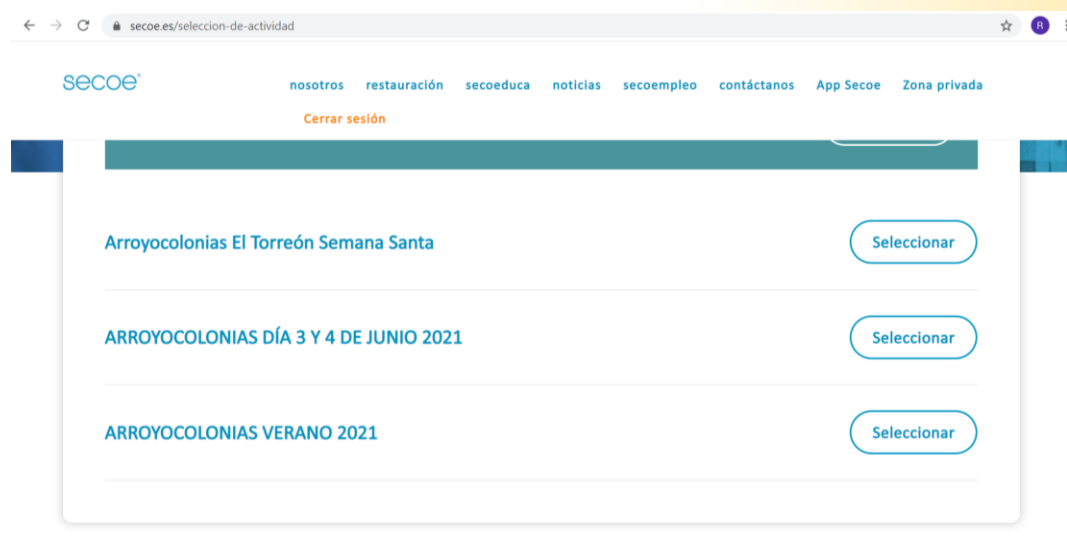 secoe.es/seleccion-de-actividad
R
secoe®
nosotros restauración secoeduca noticias secoempleo contáctanos App Secoe Zona privada
Cerrar sesión
Arroyocolonias El Torreón Semana Santa Seleccionar
ARROYOCOLONIAS DÍA 3 Y 4 DE JUNIO 2021 Seleccionar
ARROYOCOLONIAS VERANO 2021 Seleccionar